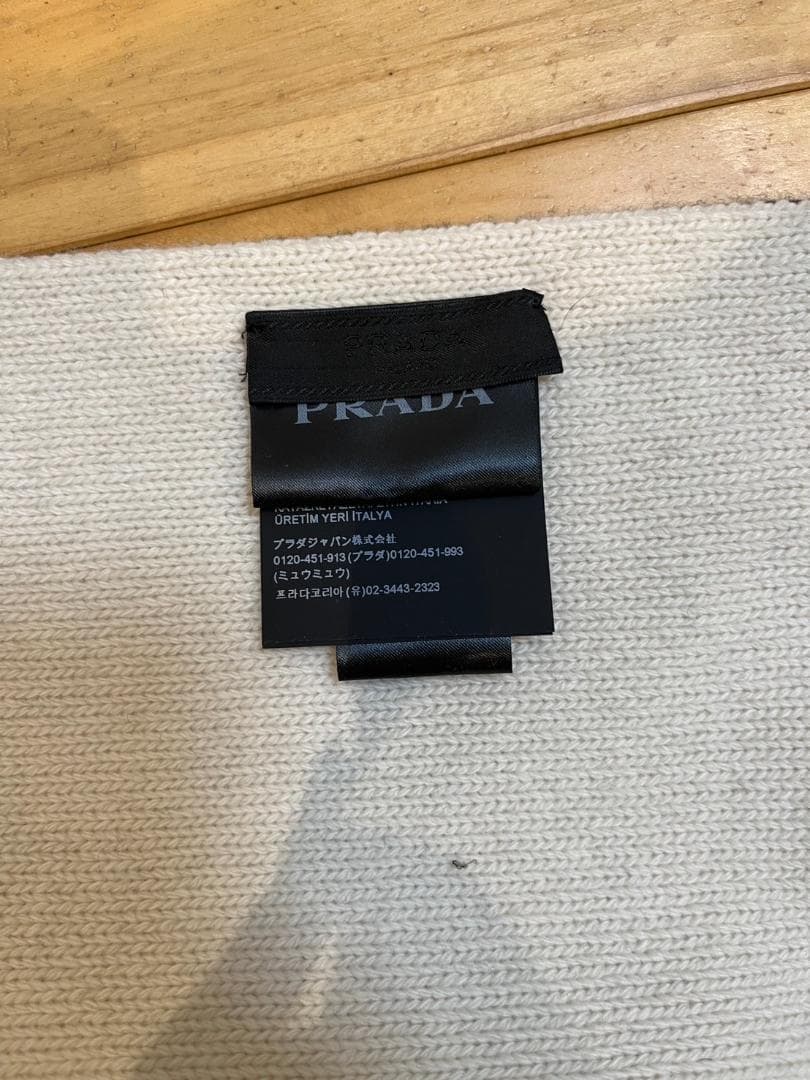 PRADA
PRADA
ÜRETİM YERİ İTALYA
プラダジャパン株式会社
0120-451-913(プラダ)0120-451-993
(ミュウミュウ)
프라다코리아(유)02-3443-2323